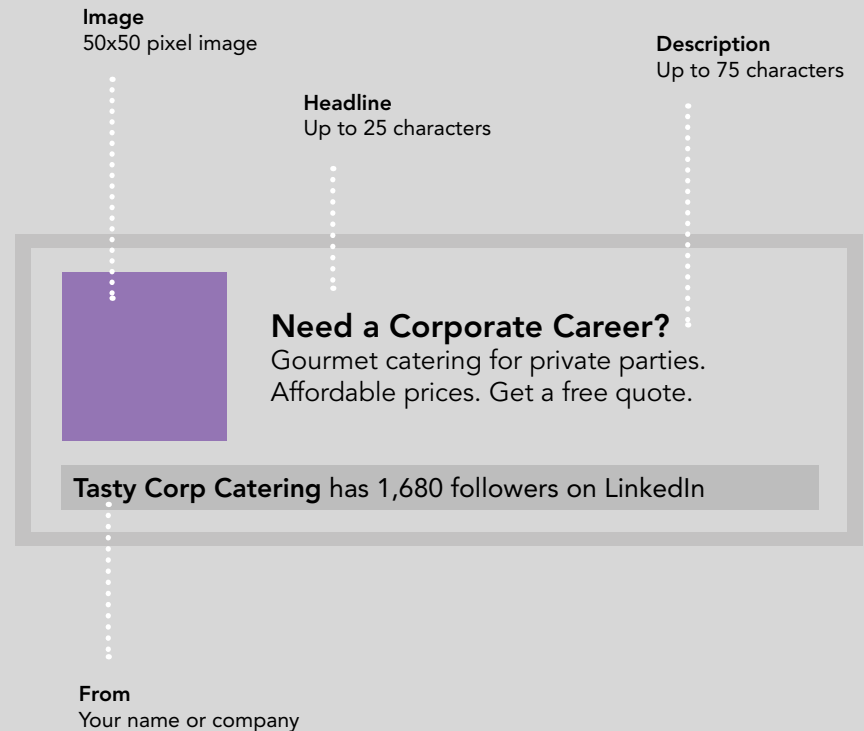 Image
50x50 pixel image
Description
Up to 75 characters
Headline
Up to 25 characters
Need a Corporate Career?
Gourmet catering for private parties.
Affordable prices. Get a free quote.
Tasty Corp Catering has 1,680 followers on LinkedIn
From
Your name or company